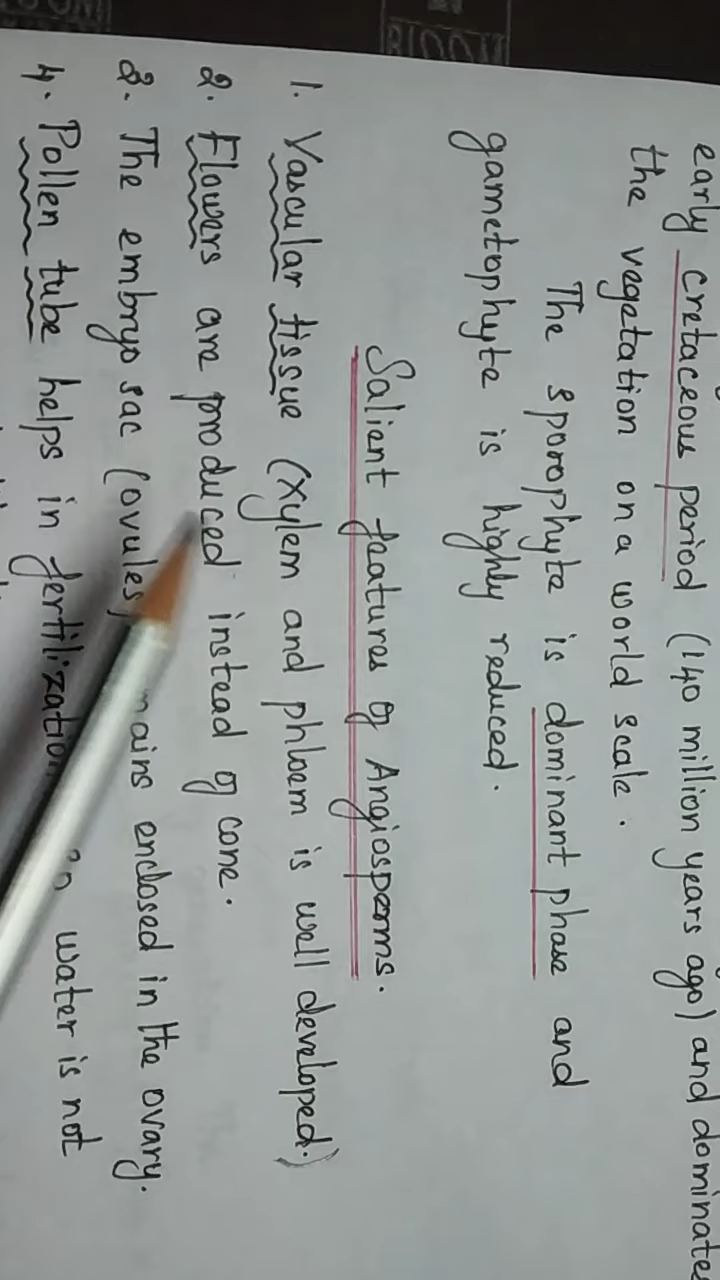 early cretaceous period (140 million years ago) and dominates
the vegetation on a world scale.
The sporophyte is dominant phase and
gametophyte is highly reduced.
Salient features of Angiosperms.
1. Vascular tissue (xylem and phloem is well developed.)
2. Flowers are produced instead of cone.
3. The embryo sac (ovules) mains enclosed in the ovary.
4. Pollen tube helps in fertilization water is not